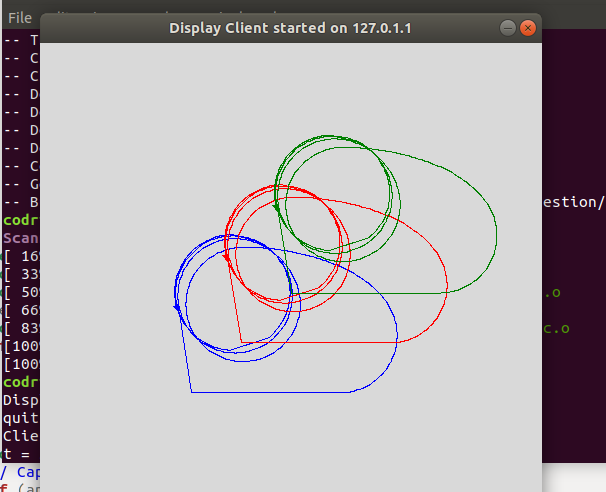 File
Display Client started on 127.0.1.1
-- T
-- C
-- C
-- D
-- D
-- D
-- D
-- C
-- G
-- B estion/
codr
Scan
[ 16%
[ 33%
[ 50% .o
[ 66%
[ 83% c.o
[100%
[100%
codr
Disp
quit
Clie
t =
/ Cap